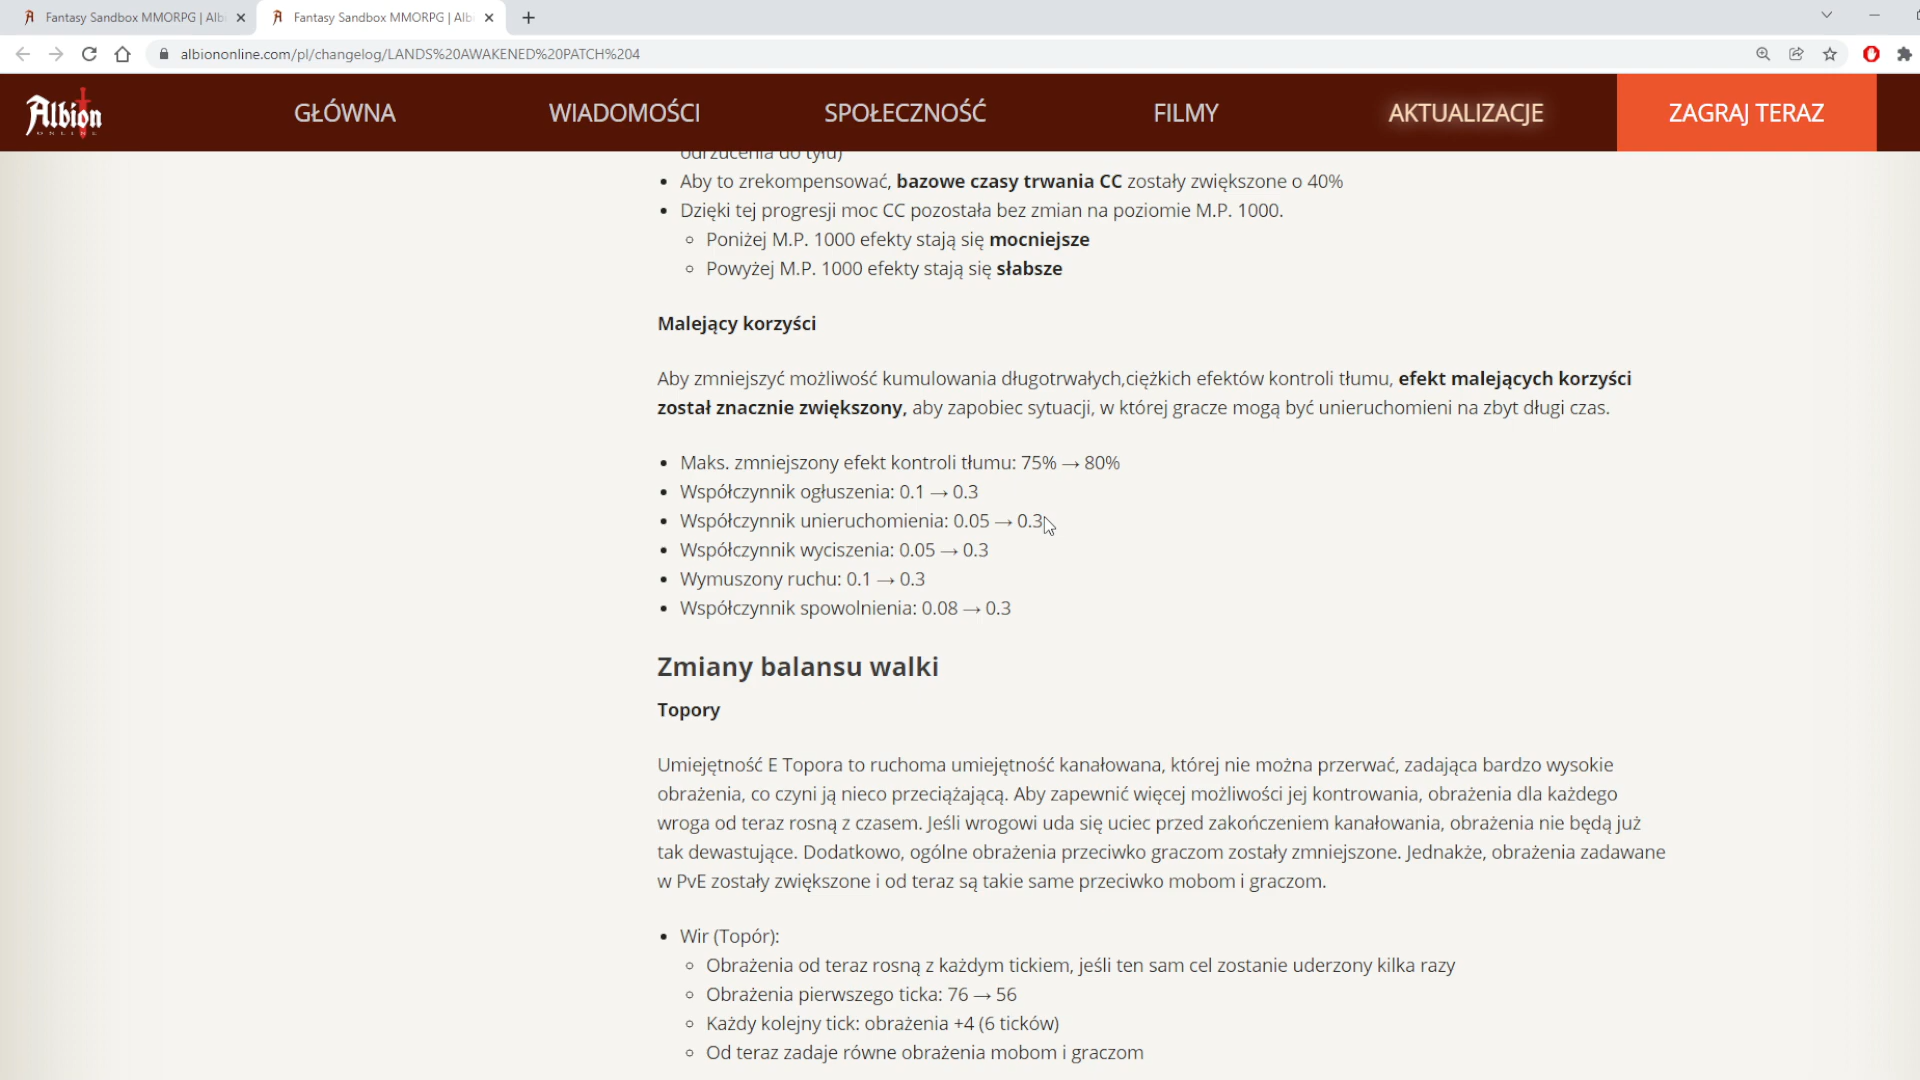 Fantasy Sandbox MMORPG | Alb
Fantasy Sandbox MMORPG | Alb
albiononline.com/pl/changelog/LANDS%20AWAKENED%20PATCH%204
Albion
ONLINE
GŁÓWNA
WIADOMOŚCI
SPOŁECZNOŚĆ
FILMY
AKTUALIZACJE
ZAGRAJ TERAZ
odrzucenia do tyłu)
• Aby to zrekompensować, bazowe czasy trwania CC zostały zwiększone o 40%
• Dzięki tej progresji moc CC pozostała bez zmian na poziomie M.P. 1000.
○ Poniżej M.P. 1000 efekty stają się mocniejsze
○ Powyżej M.P. 1000 efekty stają się słabsze
Malejący korzyści
Aby zmniejszyć możliwość kumulowania długotrwałych,ciężkich efektów kontroli tłumu, efekt malejących korzyści
został znacznie zwiększony, aby zapobiec sytuacji, w której gracze mogą być unieruchomieni na zbyt długi czas.
• Maks. zmniejszony efekt kontroli tłumu: 75% → 80%
• Współczynnik ogłuszenia: 0.1 → 0.3
• Współczynnik unieruchomienia: 0.05 → 0.3
• Współczynnik wyciszenia: 0.05 → 0.3
• Wymuszony ruchu: 0.1 → 0.3
• Współczynnik spowolnienia: 0.08 → 0.3
Zmiany balansu walki
Topory
Umiejętność E Topora to ruchoma umiejętność kanałowana, której nie można przerwać, zadająca bardzo wysokie
obrażenia, co czyni ją nieco przeciążającą. Aby zapewnić więcej możliwości jej kontrowania, obrażenia dla każdego
wroga od teraz rosną z czasem. Jeśli wrogowi uda się uciec przed zakończeniem kanałowania, obrażenia nie będą już
tak dewastujące. Dodatkowo, ogólne obrażenia przeciwko graczom zostały zmniejszone. Jednakże, obrażenia zadawane
w PvE zostały zwiększone i od teraz są takie same przeciwko mobom i graczom.
• Wir (Topór):
○ Obrażenia od teraz rosną z każdym tickiem, jeśli ten sam cel zostanie uderzony kilka razy
○ Obrażenia pierwszego ticka: 76 → 56
○ Każdy kolejny tick: obrażenia +4 (6 ticków)
○ Od teraz zadaje równe obrażenia mobom i graczom